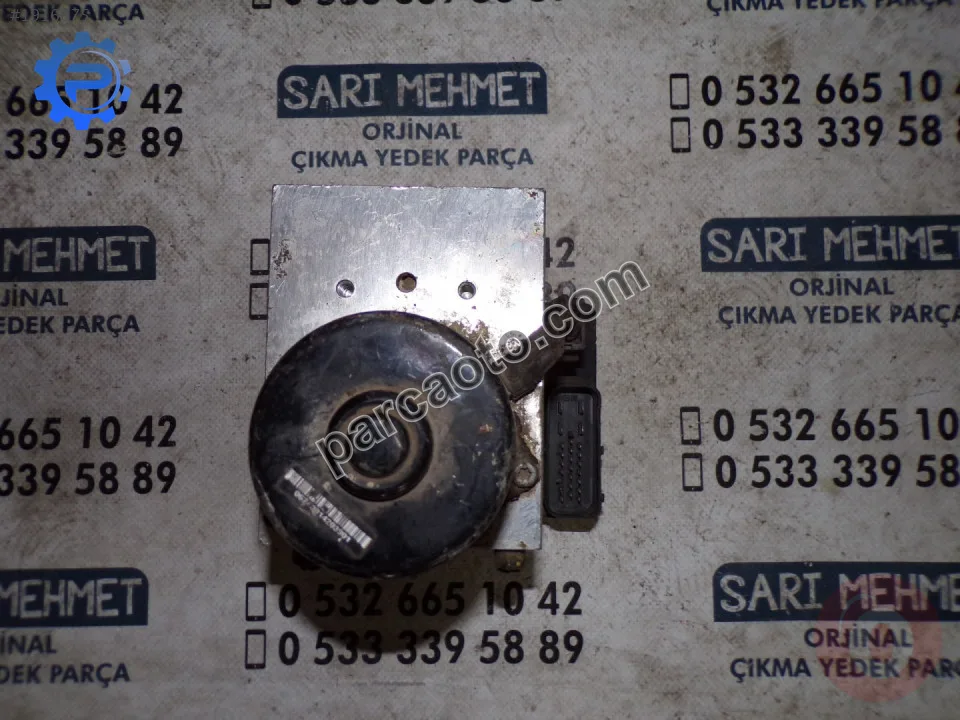 0 42
339 58 89
SARI MEHMET
ORJİNAL
ÇIKMA YEDEK PARÇA
0 532 665 10 4
0 533 339 58 8
MEHMET
ORJİNAL
YEDEK PARÇA
42
SARI MEHMET
ORJİNAL
ÇIKMA YEDEK PARÇA
parcaoto.com
665 10 42
339 58 89
0 532 665 10
0 533 339 58
MEHMET
ORJİNAL
YEDEK PARÇA
0 532 665 10 42
0 533 339 58 89
SARI MEHMET
ORJİNAL
ÇIKMA YEDEK PARÇA